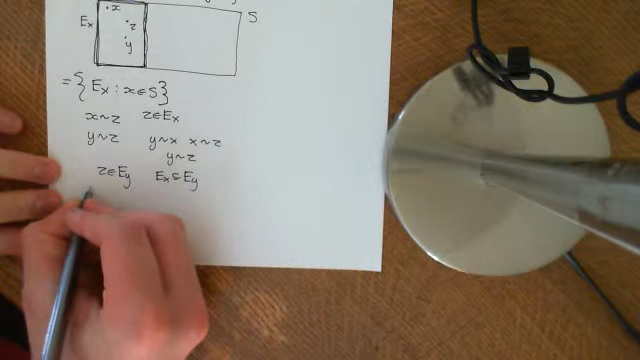 Ex
·x
·z
·y
S
= { Ex : x∈S }
x~z z∈Ex
y~z y~x x~z
y~z
z∈Ey Ex⊆Ey